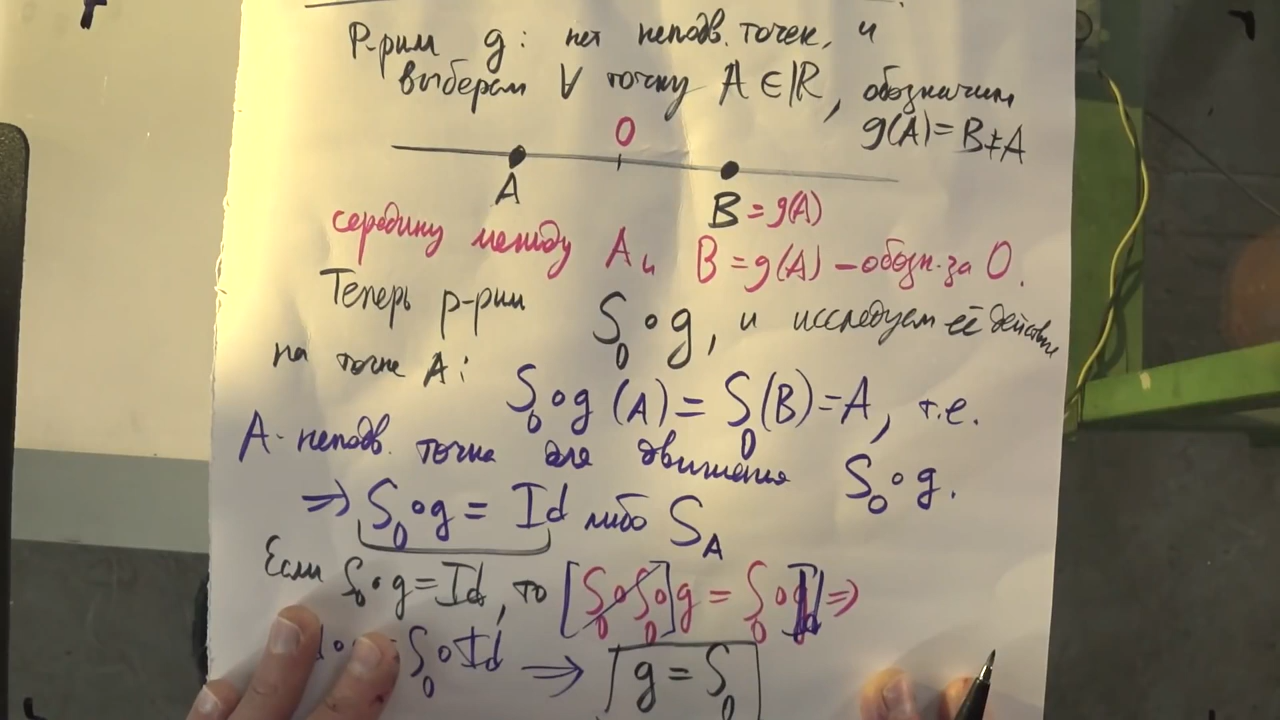 Р-рим g: нет неподв. точек, и
выберем ∀ точку A ∈ ℝ, обозначим
g(A) = B ≠ A
O
A
B = g(A)
середину между A и B = g(A) – обозн. за O.
Теперь р-рим S₀∘g, и исследуем её действие
на точке A:
S₀∘g (A) = S₀(B) = A, т.е.
A - неподв. точка для движения S₀∘g.
⇒ S₀∘g = Id либо S_A
Если S₀∘g = Id, то [S₀∘S₀]g = S₀∘Id ⇒
S₀∘Id ⇒ g = S₀